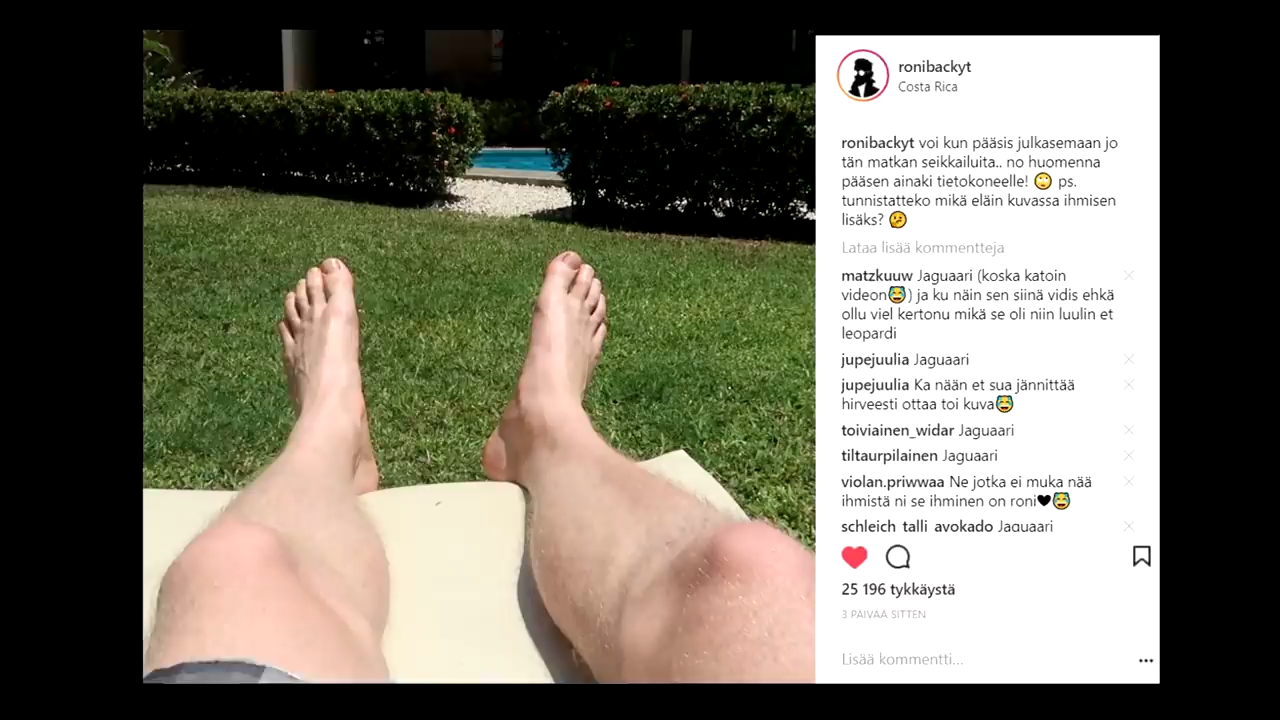 ronibackyt
Costa Rica
ronibackyt voi kun pääsis julkasemaan jo
tän matkan seikkailuita.. no huomenna
pääsen ainaki tietokoneelle! 🙄 ps.
tunnistatteko mikä eläin kuvassa ihmisen
lisäks? 🤔
Lataa lisää kommentteja
matzkuuw Jaguaari (koska katoin
videon😅) ja ku näin sen siinä vidis ehkä
ollu viel kertonu mikä se oli niin luulin et
leopardi
jupejuulia Jaguaari
jupejuulia Ka nään et sua jännittää
hirveesti ottaa toi kuva😅
toiviainen_widar Jaguaari
tiltaurpilainen Jaguaari
violan.priwwaa Ne jotka ei muka nää
ihmistä ni se ihminen on roni♥😅
schleich_talli_avokado Jaguaari
25 196 tykkäystä
3 PAIVAA SITTEN
Lisää kommentti...